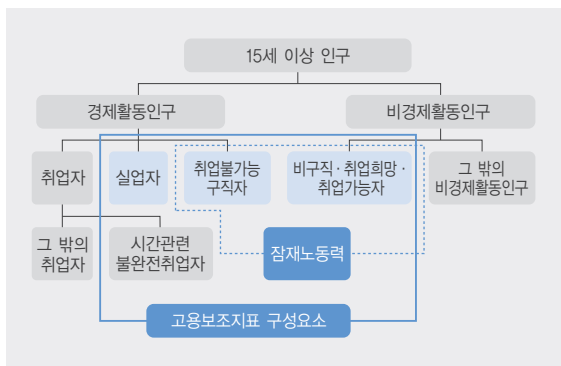 15세 이상 인구
경제활동인구
비경제활동인구
취업자
실업자
취업불가능
구직자
비구직·취업희망·
취업가능자
그 밖의
비경제활동인구
그 밖의
취업자
시간관련
불완전취업자
잠재노동력
고용보조지표 구성요소